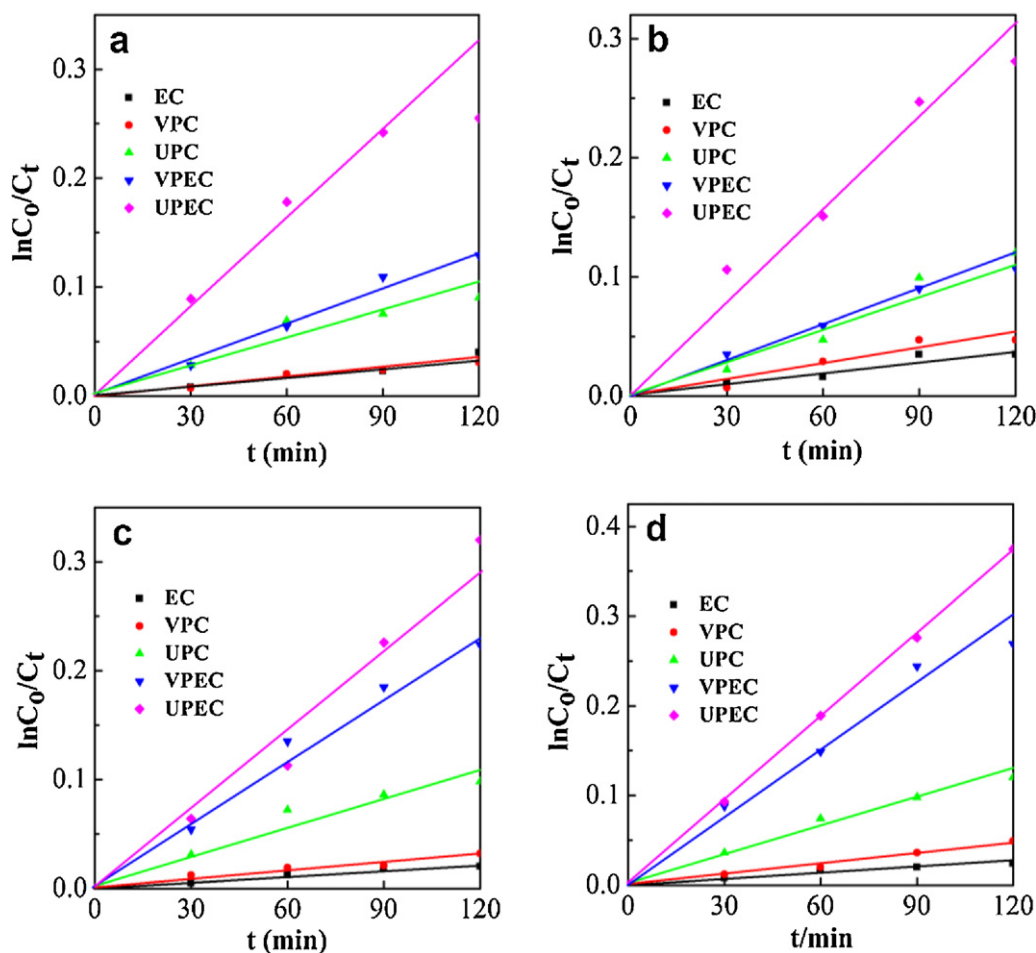 a
lnC₀/Cₜ
0.3
0.2
0.1
0.0
EC
VPC
UPC
VPEC
UPEC
0 30 60 90 120
t (min)
b
lnC₀/Cₜ
0.3
0.2
0.1
0.0
EC
VPC
UPC
VPEC
UPEC
0 30 60 90 120
t (min)
c
lnC₀/Cₜ
0.3
0.2
0.1
0.0
EC
VPC
UPC
VPEC
UPEC
0 30 60 90 120
t (min)
d
lnC₀/Cₜ
0.4
0.3
0.2
0.1
0.0
EC
VPC
UPC
VPEC
UPEC
0 30 60 90 120
t/min